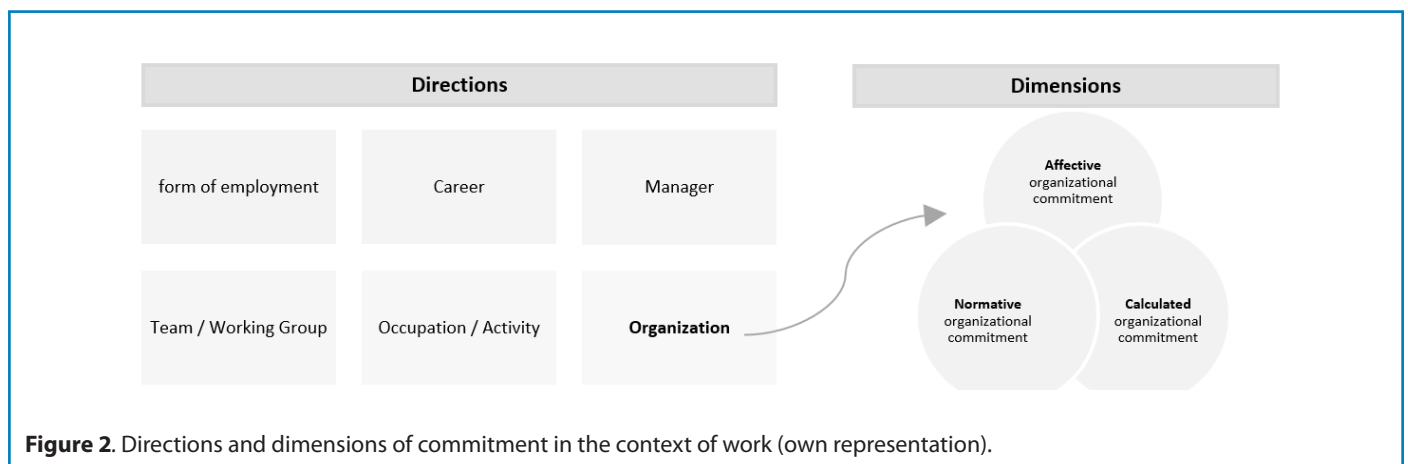 Directions
Dimensions
form of employment
Career
Manager
Team / Working Group
Occupation / Activity
Organization
Affective
organizational
commitment
Normative
organizational
commitment
Calculated
organizational
commitment
Figure 2. Directions and dimensions of commitment in the context of work (own representation).